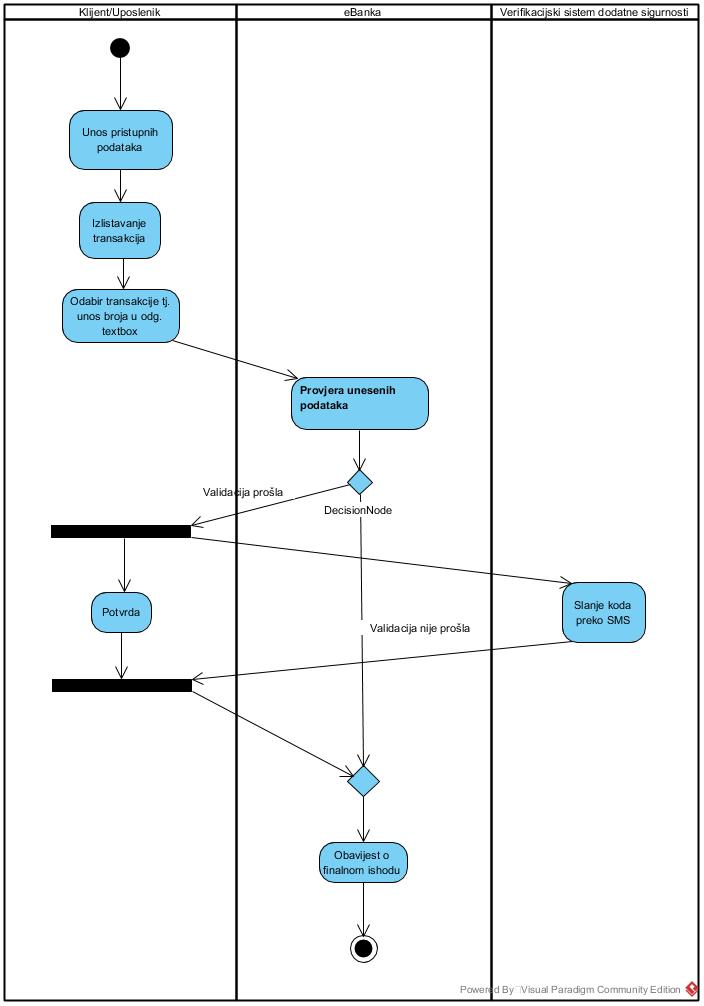 Klijent/Uposlenik
eBanka
Verifikacijski sistem dodatne sigurnosti
Unos pristupnih
podataka
Izlistavanje
transakcija
Odabir transakcije tj.
unos broja u odg.
textbox
Provjera unesenih
podataka
Validacija prošla
DecisionNode
Slanje koda
preko SMS
Potvrda
Validacija nije prošla
Obavijest o
finalnom ishodu
Powered By Visual Paradigm Community Edition